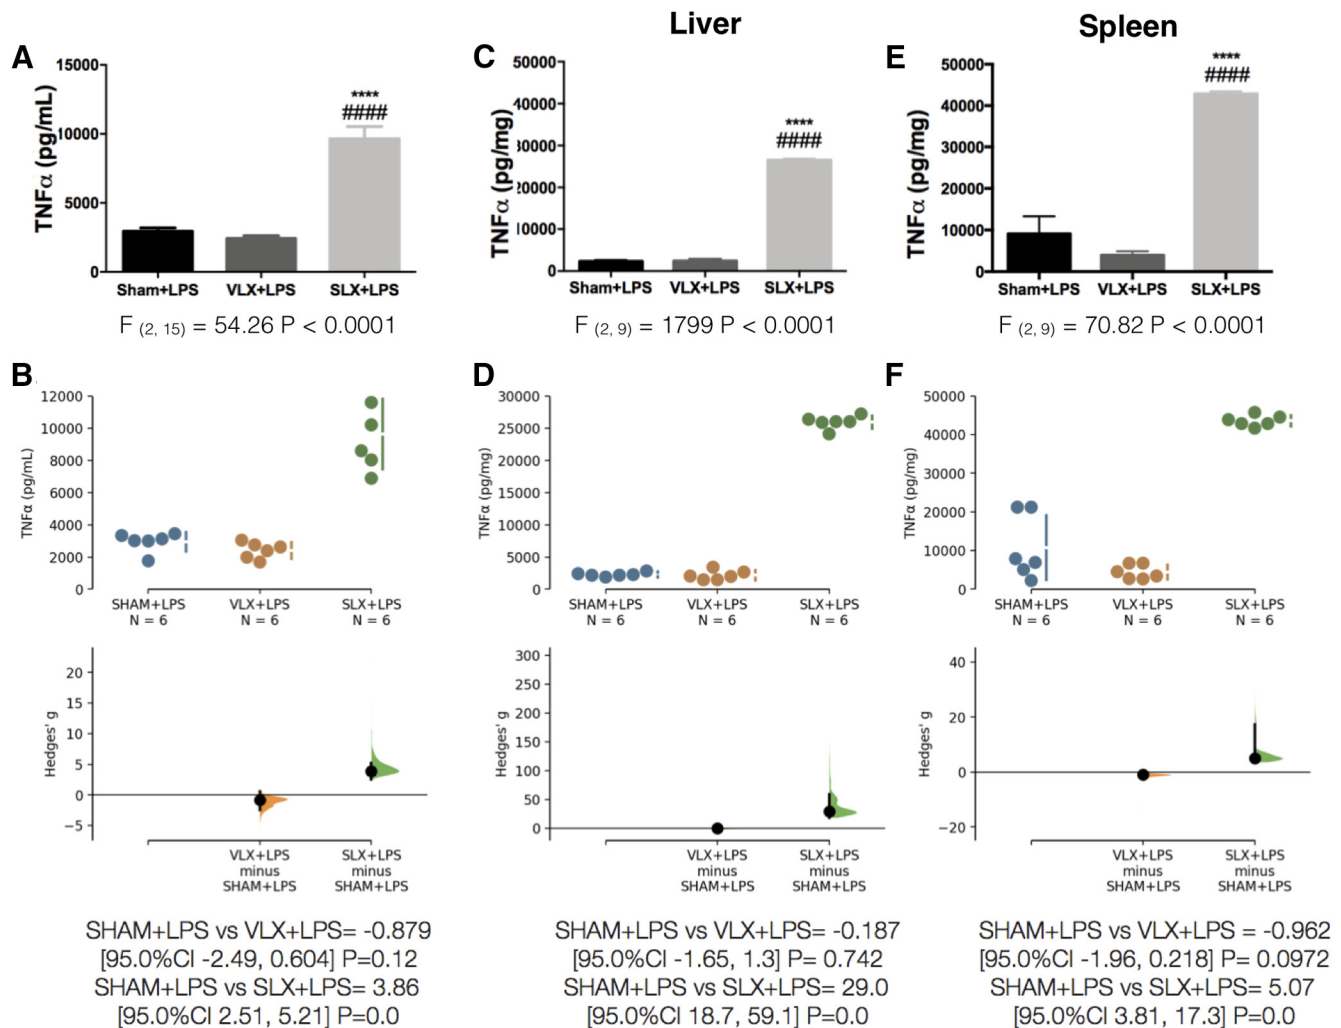 Liver
Spleen
A
15000
10000
5000
0
TNFα (pg/mL)
****
####
Sham+LPS VLX+LPS SLX+LPS
F (2, 15) = 54.26 P < 0.0001
C
50000
40000
30000
20000
10000
0
TNFα (pg/mg)
****
####
Sham+LPS VLX+LPS SLX+LPS
F (2, 9) = 1799 P < 0.0001
E
50000
40000
30000
20000
10000
0
TNFα (pg/mg)
****
####
Sham+LPS VLX+LPS SLX+LPS
F (2, 9) = 70.82 P < 0.0001
B
12000
10000
8000
6000
4000
2000
0
TNFα (pg/mL)
SHAM+LPS VLX+LPS SLX+LPS
N = 6 N = 6 N = 6
20
15
10
5
0
−5
Hedges' g
VLX+LPS SLX+LPS
minus minus
SHAM+LPS SHAM+LPS
SHAM+LPS vs VLX+LPS= -0.879
[95.0%CI -2.49, 0.604] P=0.12
SHAM+LPS vs SLX+LPS= 3.86
[95.0%CI 2.51, 5.21] P=0.0
D
30000
25000
20000
15000
10000
5000
0
TNFα (pg/mg)
SHAM+LPS VLX+LPS SLX+LPS
N = 6 N = 6 N = 6
300
250
200
150
100
50
0
Hedges' g
VLX+LPS SLX+LPS
minus minus
SHAM+LPS SHAM+LPS
SHAM+LPS vs VLX+LPS= -0.187
[95.0%CI -1.65, 1.3] P= 0.742
SHAM+LPS vs SLX+LPS= 29.0
[95.0%CI 18.7, 59.1] P=0.0
F
50000
40000
30000
20000
10000
0
TNFα (pg/mg)
SHAM+LPS VLX+LPS SLX+LPS
N = 6 N = 6 N = 6
40
20
0
−20
Hedges' g
VLX+LPS SLX+LPS
minus minus
SHAM+LPS SHAM+LPS
SHAM+LPS vs VLX+LPS = -0.962
[95.0%CI -1.96, 0.218] P= 0.0972
SHAM+LPS vs SLX+LPS= 5.07
[95.0%CI 3.81, 17.3] P=0.0